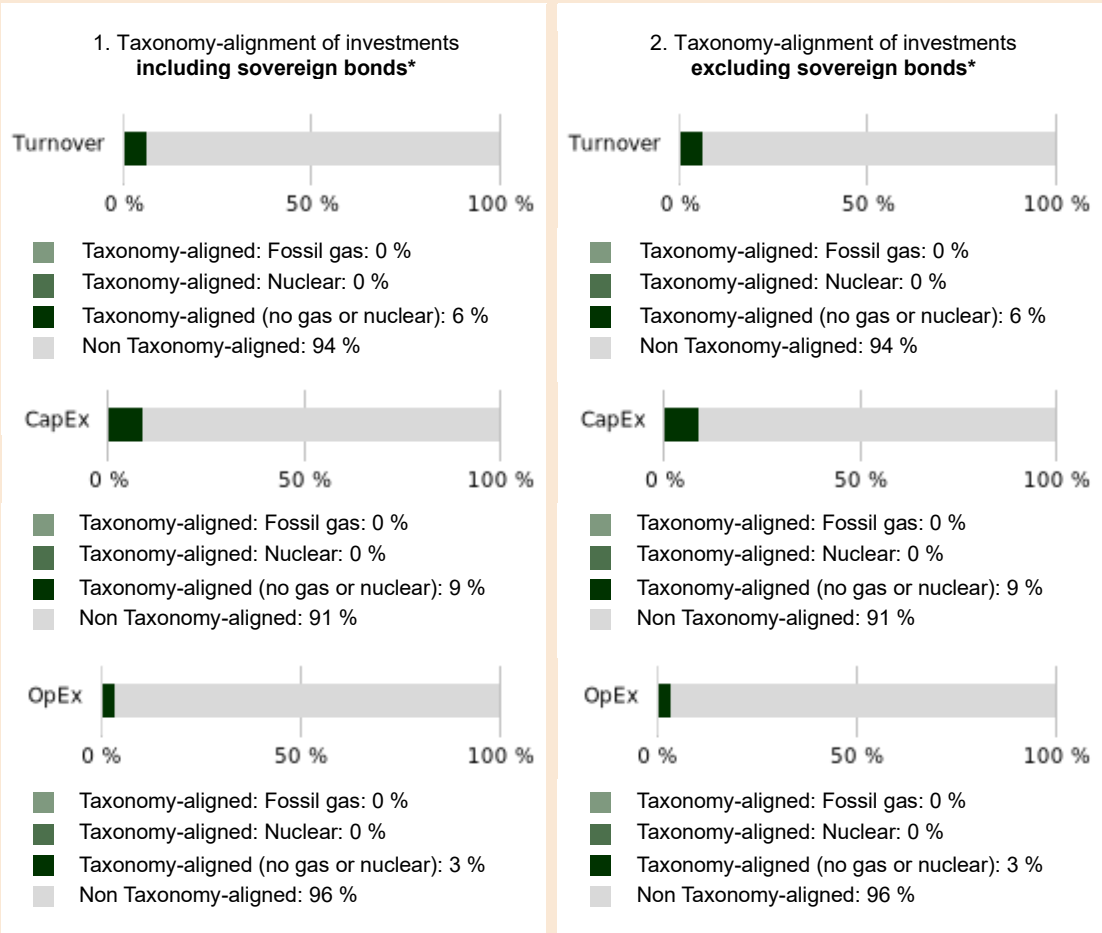 1. Taxonomy-alignment of investments
including sovereign bonds*
Turnover
0 % 50 % 100 %
Taxonomy-aligned: Fossil gas: 0 %
Taxonomy-aligned: Nuclear: 0 %
Taxonomy-aligned (no gas or nuclear): 6 %
Non Taxonomy-aligned: 94 %
CapEx
0 % 50 % 100 %
Taxonomy-aligned: Fossil gas: 0 %
Taxonomy-aligned: Nuclear: 0 %
Taxonomy-aligned (no gas or nuclear): 9 %
Non Taxonomy-aligned: 91 %
OpEx
0 % 50 % 100 %
Taxonomy-aligned: Fossil gas: 0 %
Taxonomy-aligned: Nuclear: 0 %
Taxonomy-aligned (no gas or nuclear): 3 %
Non Taxonomy-aligned: 96 %
2. Taxonomy-alignment of investments
excluding sovereign bonds*
Turnover
0 % 50 % 100 %
Taxonomy-aligned: Fossil gas: 0 %
Taxonomy-aligned: Nuclear: 0 %
Taxonomy-aligned (no gas or nuclear): 6 %
Non Taxonomy-aligned: 94 %
CapEx
0 % 50 % 100 %
Taxonomy-aligned: Fossil gas: 0 %
Taxonomy-aligned: Nuclear: 0 %
Taxonomy-aligned (no gas or nuclear): 9 %
Non Taxonomy-aligned: 91 %
OpEx
0 % 50 % 100 %
Taxonomy-aligned: Fossil gas: 0 %
Taxonomy-aligned: Nuclear: 0 %
Taxonomy-aligned (no gas or nuclear): 3 %
Non Taxonomy-aligned: 96 %